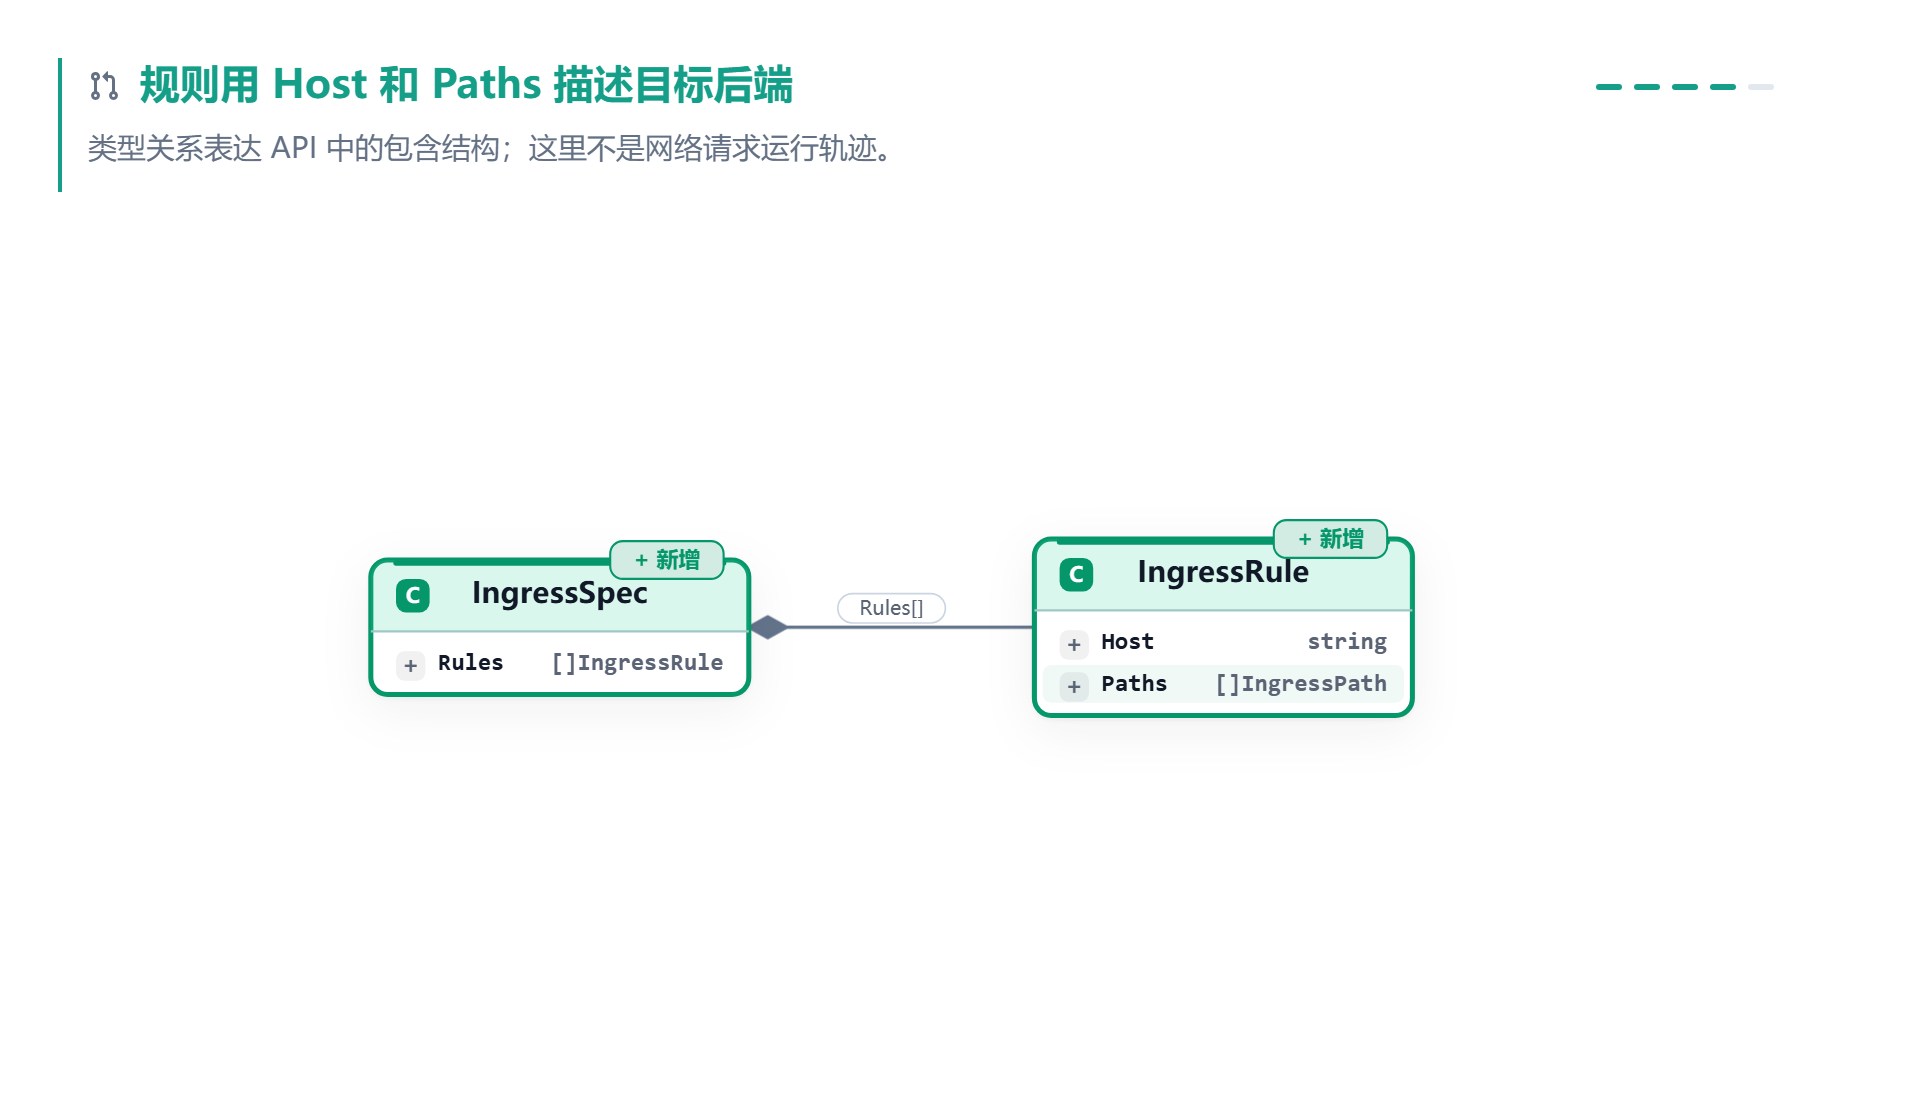 规则用 Host 和 Paths 描述目标后端
类型关系表达 API 中的包含结构；这里不是网络请求运行轨迹。
+ 新增
C IngressSpec
+ Rules []IngressRule
Rules[]
+ 新增
C IngressRule
+ Host string
+ Paths []IngressPath